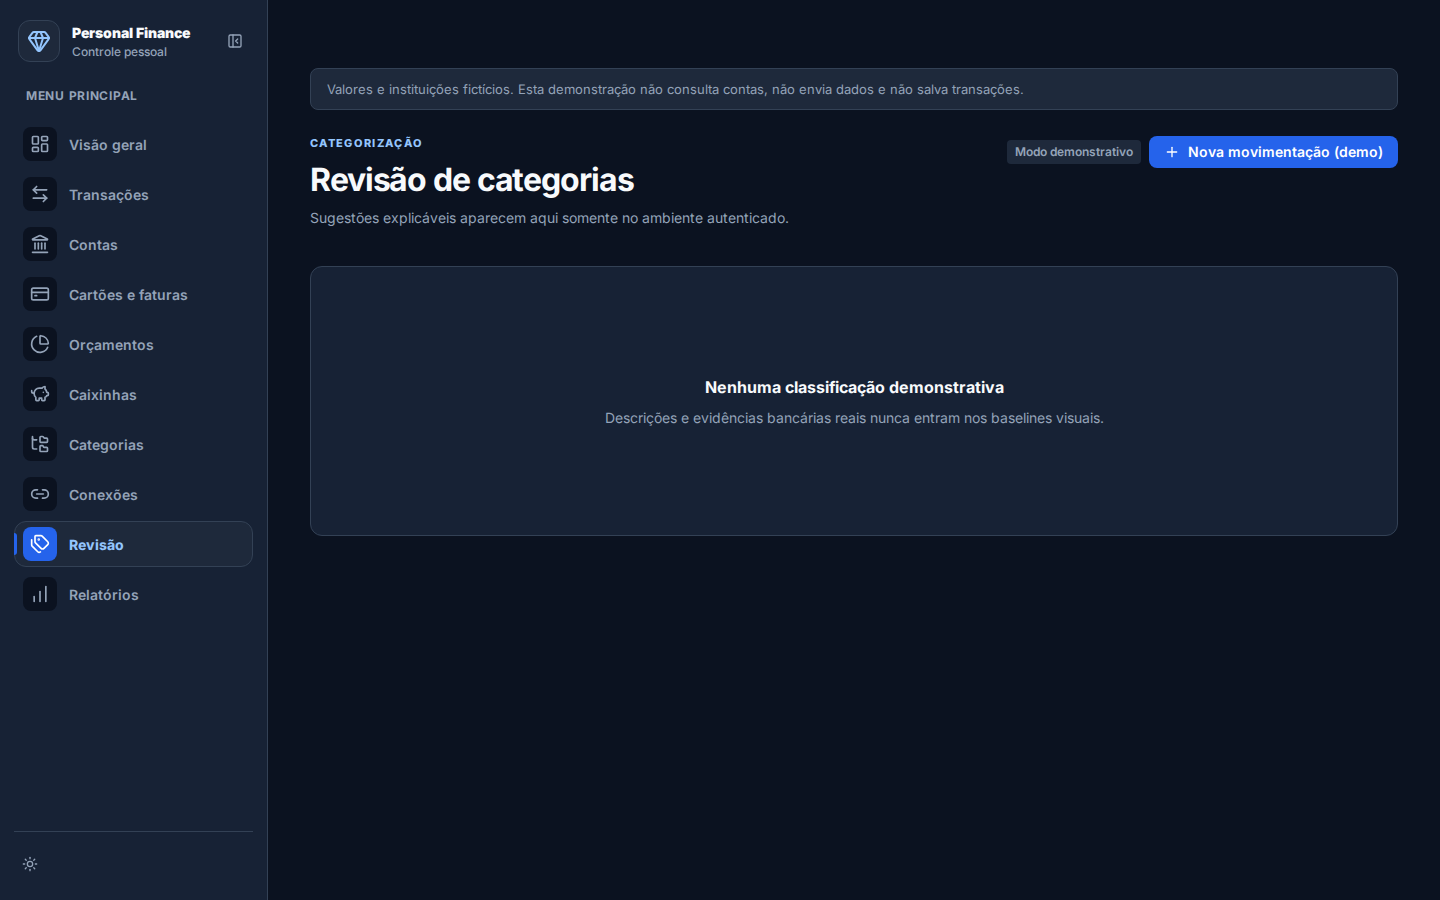 Personal Finance
Controle pessoal
MENU PRINCIPAL
Visão geral
Transações
Contas
Cartões e faturas
Orçamentos
Caixinhas
Categorias
Conexões
Revisão
Relatórios
Valores e instituições fictícios. Esta demonstração não consulta contas, não envia dados e não salva transações.
CATEGORIZAÇÃO
Revisão de categorias
Sugestões explicáveis aparecem aqui somente no ambiente autenticado.
Modo demonstrativo
Nova movimentação (demo)
Nenhuma classificação demonstrativa
Descrições e evidências bancárias reais nunca entram nos baselines visuais.